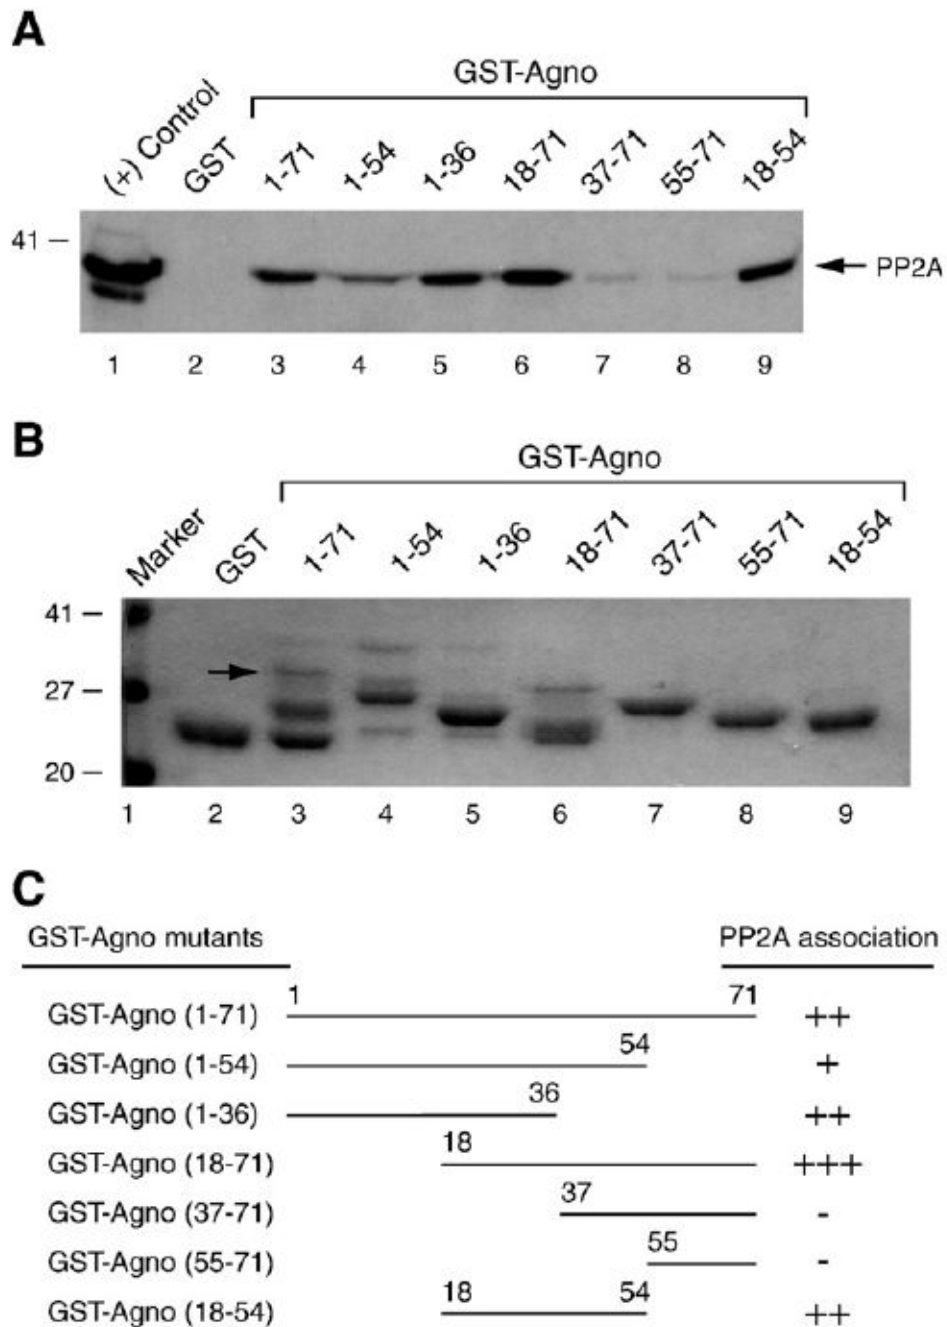 A
GST-Agno
(+) Control GST 1-71 1-54 1-36 18-71 37-71 55-71 18-54
41 –
PP2A
1 2 3 4 5 6 7 8 9
B
GST-Agno
Marker GST 1-71 1-54 1-36 18-71 37-71 55-71 18-54
41 –
27 –
20 –
1 2 3 4 5 6 7 8 9
C
GST-Agno mutants PP2A association
1 71
GST-Agno (1-71) ++
54
GST-Agno (1-54) +
36
GST-Agno (1-36) ++
18
GST-Agno (18-71) +++
37
GST-Agno (37-71) -
55
GST-Agno (55-71) -
18 54
GST-Agno (18-54) ++